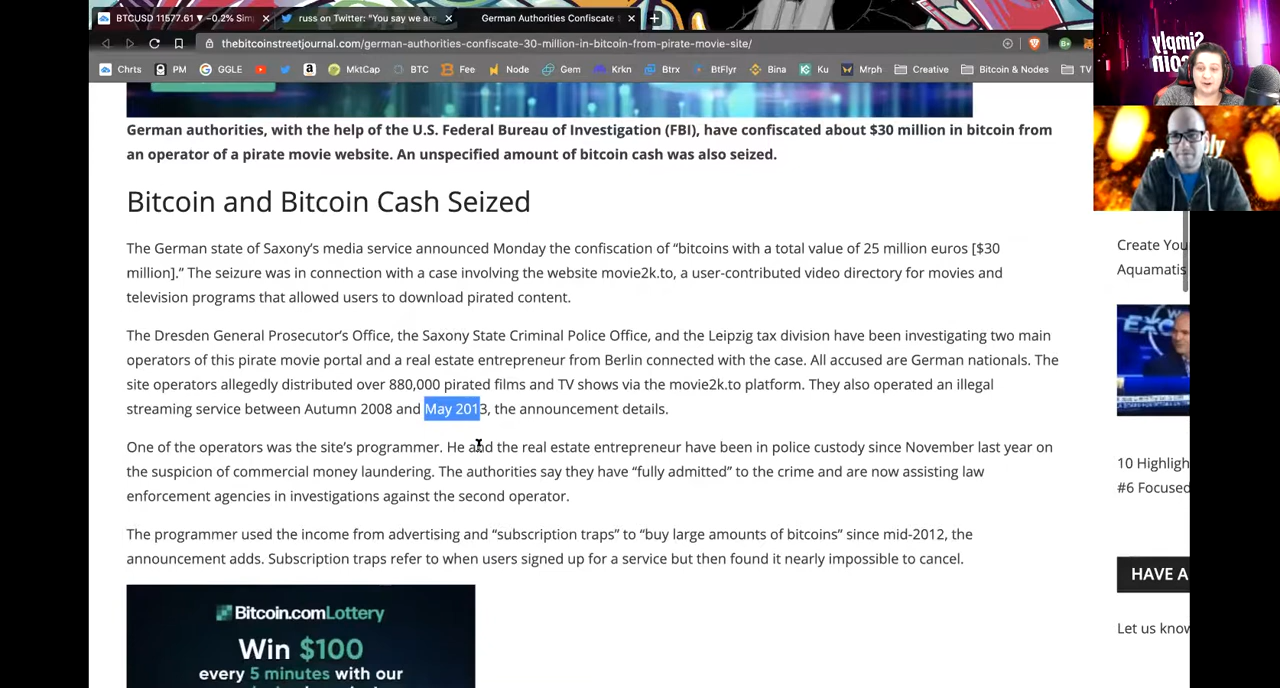 BTCUSD 11577.61 ▼ −0.2% Sim
russ on Twitter: "You say we are
German Authorities Confiscate
thebitcoinstreetjournal.com/german-authorities-confiscate-30-million-in-bitcoin-from-pirate-movie-site/
Chrts PM GGLE MktCap BTC Fee Node Gem Krkn Btrx BtFlyr Bina Ku Mrph Creative Bitcoin & Nodes TV
Simply
German authorities, with the help of the U.S. Federal Bureau of Investigation (FBI), have confiscated about $30 million in bitcoin from
an operator of a pirate movie website. An unspecified amount of bitcoin cash was also seized.
Bitcoin and Bitcoin Cash Seized
The German state of Saxony's media service announced Monday the confiscation of “bitcoins with a total value of 25 million euros [$30
million].” The seizure was in connection with a case involving the website movie2k.to, a user-contributed video directory for movies and
television programs that allowed users to download pirated content.
The Dresden General Prosecutor's Office, the Saxony State Criminal Police Office, and the Leipzig tax division have been investigating two main
operators of this pirate movie portal and a real estate entrepreneur from Berlin connected with the case. All accused are German nationals. The
site operators allegedly distributed over 880,000 pirated films and TV shows via the movie2k.to platform. They also operated an illegal
streaming service between Autumn 2008 and May 2013, the announcement details.
One of the operators was the site's programmer. He and the real estate entrepreneur have been in police custody since November last year on
the suspicion of commercial money laundering. The authorities say they have “fully admitted” to the crime and are now assisting law
enforcement agencies in investigations against the second operator.
The programmer used the income from advertising and “subscription traps” to “buy large amounts of bitcoins” since mid-2012, the
announcement adds. Subscription traps refer to when users signed up for a service but then found it nearly impossible to cancel.
Bitcoin.com Lottery
Win $100
every 5 minutes with our
Create You
Aquamatis
EXC
10 Highligh
#6 Focused
HAVE A
Let us know